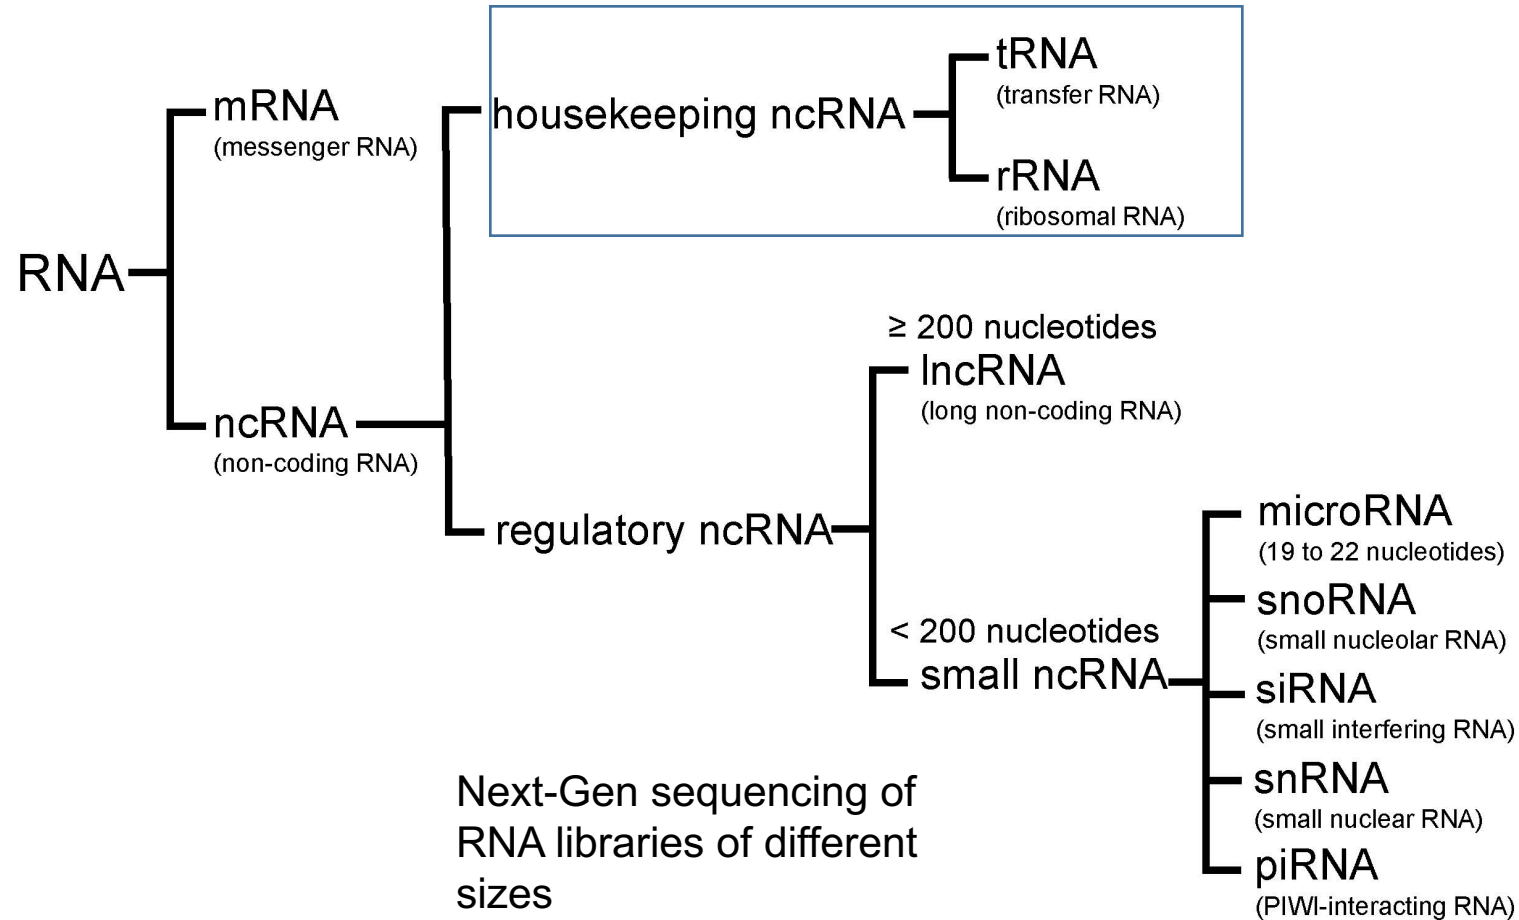 RNA
mRNA
(messenger RNA)
ncRNA
(non-coding RNA)
housekeeping ncRNA
tRNA
(transfer RNA)
rRNA
(ribosomal RNA)
regulatory ncRNA
≥ 200 nucleotides
lncRNA
(long non-coding RNA)
< 200 nucleotides
small ncRNA
microRNA
(19 to 22 nucleotides)
snoRNA
(small nucleolar RNA)
siRNA
(small interfering RNA)
snRNA
(small nuclear RNA)
piRNA
(PIWI-interacting RNA)
Next-Gen sequencing of
RNA libraries of different
sizes